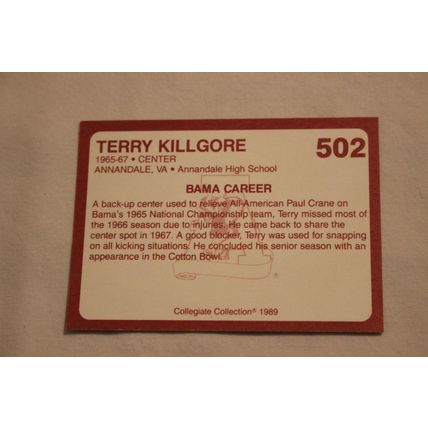 TERRY KILLGORE 502
1965-67 • CENTER
ANNANDALE, VA • Annandale High School
BAMA CAREER
A back-up center used to relieve All-American Paul Crane on
Bama's 1965 National Championship team, Terry missed most of
the 1966 season due to injuries. He came back to share the
center spot in 1967. A good blocker, Terry was used for snapping
on all kicking situations. He concluded his senior season with an
appearance in the Cotton Bowl.
®
Collegiate Collection® 1989